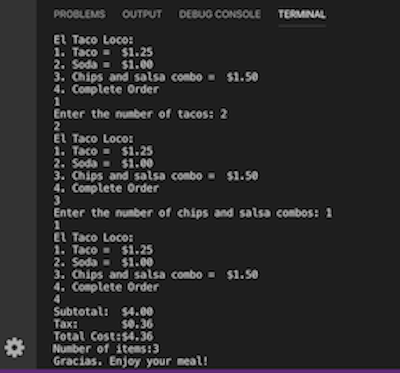 PROBLEMS OUTPUT DEBUG CONSOLE TERMINAL
El Taco Loco:
1. Taco = $1.25
2. Soda = $1.00
3. Chips and salsa combo = $1.50
4. Complete Order
1
Enter the number of tacos: 2
2
El Taco Loco:
1. Taco = $1.25
2. Soda = $1.00
3. Chips and salsa combo = $1.50
4. Complete Order
3
Enter the number of chips and salsa combos: 1
1
El Taco Loco:
1. Taco = $1.25
2. Soda = $1.00
3. Chips and salsa combo = $1.50
4. Complete Order
4
Subtotal: $4.00
Tax: $0.36
Total Cost:$4.36
Number of items:3
Gracias. Enjoy your meal!